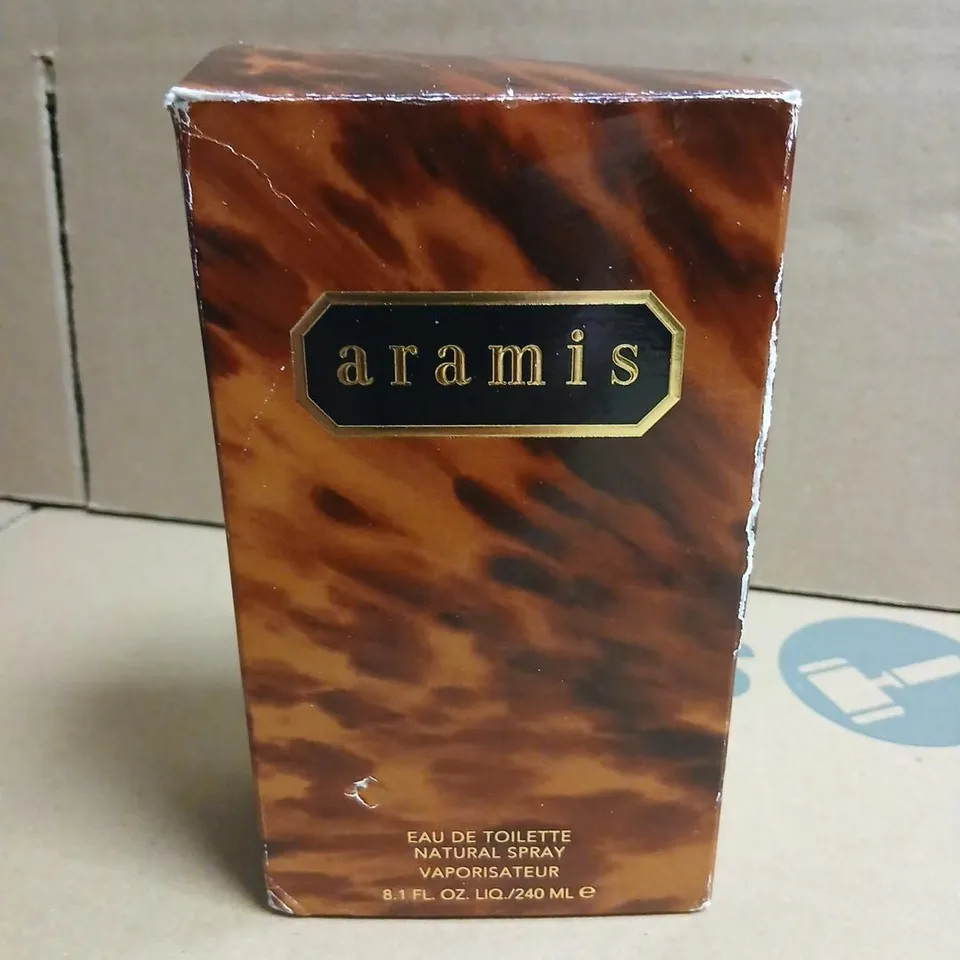 aramis
EAU DE TOILETTE
NATURAL SPRAY
VAPORISATEUR
8.1 FL. OZ. LIQ./240 ML ℮